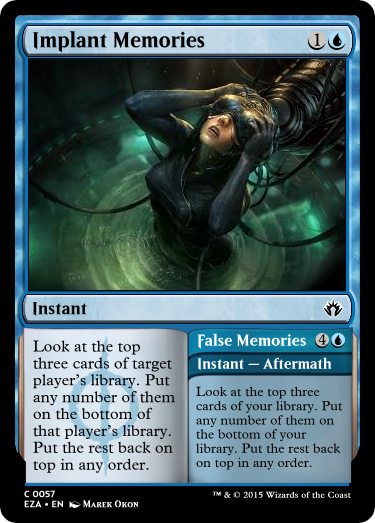 Implant Memories 1
Instant
Look at the top
three cards of target
player's library. Put
any number of them
on the bottom of
that player's library.
Put the rest back on
top in any order.
False Memories 4
Instant — Aftermath
Look at the top three
cards of your library. Put
any number of them on
the bottom of your
library. Put the rest back
on top in any order.
C 0057
EZA • EN Marek Okon
™ & © 2015 Wizards of the Coast